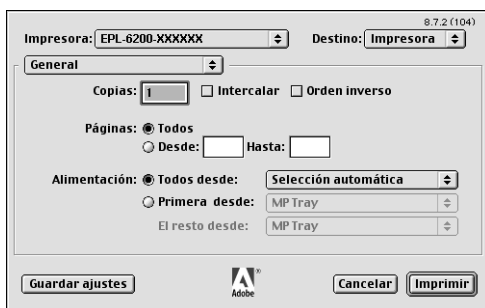 8.7.2 (104)
Impresora: EPL-6200-XXXXXX Destino: Impresora
General
Copias: 1 Intercalar Orden inverso
Páginas: Todos
Desde: Hasta:
Alimentación: Todos desde: Selección automática
Primera desde: MP Tray
El resto desde: MP Tray
Guardar ajustes Adobe® Cancelar Imprimir